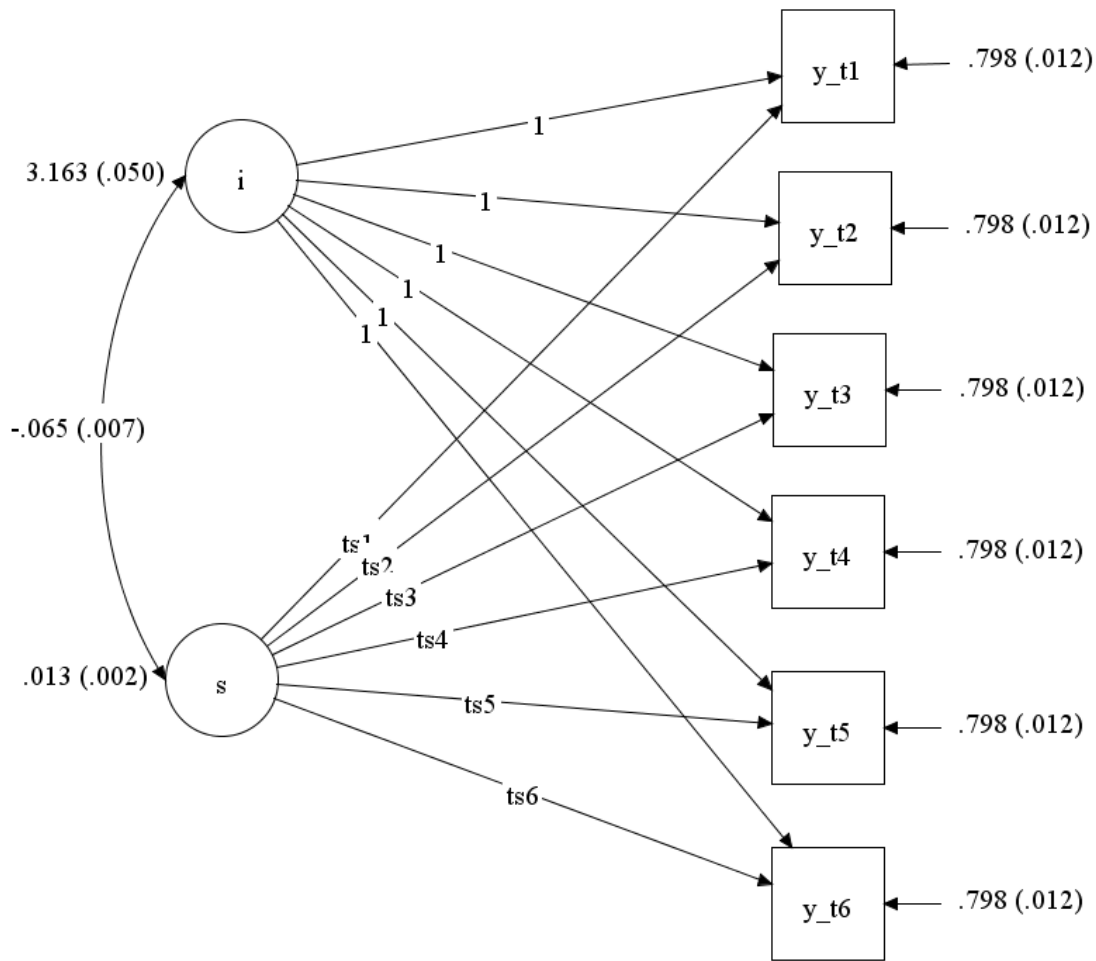 y_t1
.798 (.012)
1
3.163 (.050)
i
1
y_t2
.798 (.012)
1
1
1
1
y_t3
.798 (.012)
-.065 (.007)
ts1
ts2
ts3
y_t4
.798 (.012)
ts4
.013 (.002)
s
ts5
y_t5
.798 (.012)
ts6
y_t6
.798 (.012)